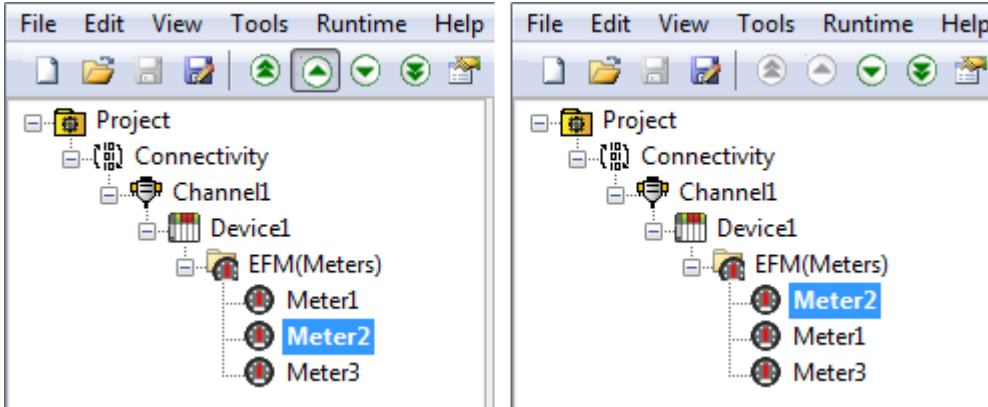 File Edit View Tools Runtime Help
Project
Connectivity
Channel1
Device1
EFM(Meters)
Meter1
Meter2
Meter3
File Edit View Tools Runtime Help
Project
Connectivity
Channel1
Device1
EFM(Meters)
Meter2
Meter1
Meter3